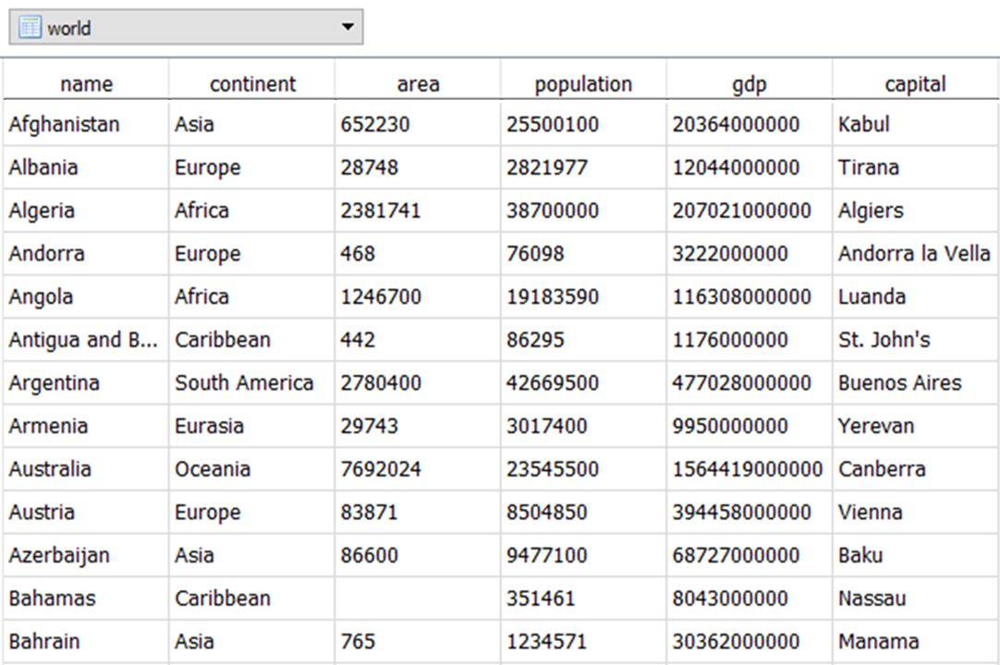 world
name continent area population gdp capital
Afghanistan Asia 652230 25500100 20364000000 Kabul
Albania Europe 28748 2821977 12044000000 Tirana
Algeria Africa 2381741 38700000 207021000000 Algiers
Andorra Europe 468 76098 3222000000 Andorra la Vella
Angola Africa 1246700 19183590 116308000000 Luanda
Antigua and B... Caribbean 442 86295 1176000000 St. John's
Argentina South America 2780400 42669500 477028000000 Buenos Aires
Armenia Eurasia 29743 3017400 9950000000 Yerevan
Australia Oceania 7692024 23545500 1564419000000 Canberra
Austria Europe 83871 8504850 394458000000 Vienna
Azerbaijan Asia 86600 9477100 68727000000 Baku
Bahamas Caribbean 351461 8043000000 Nassau
Bahrain Asia 765 1234571 30362000000 Manama